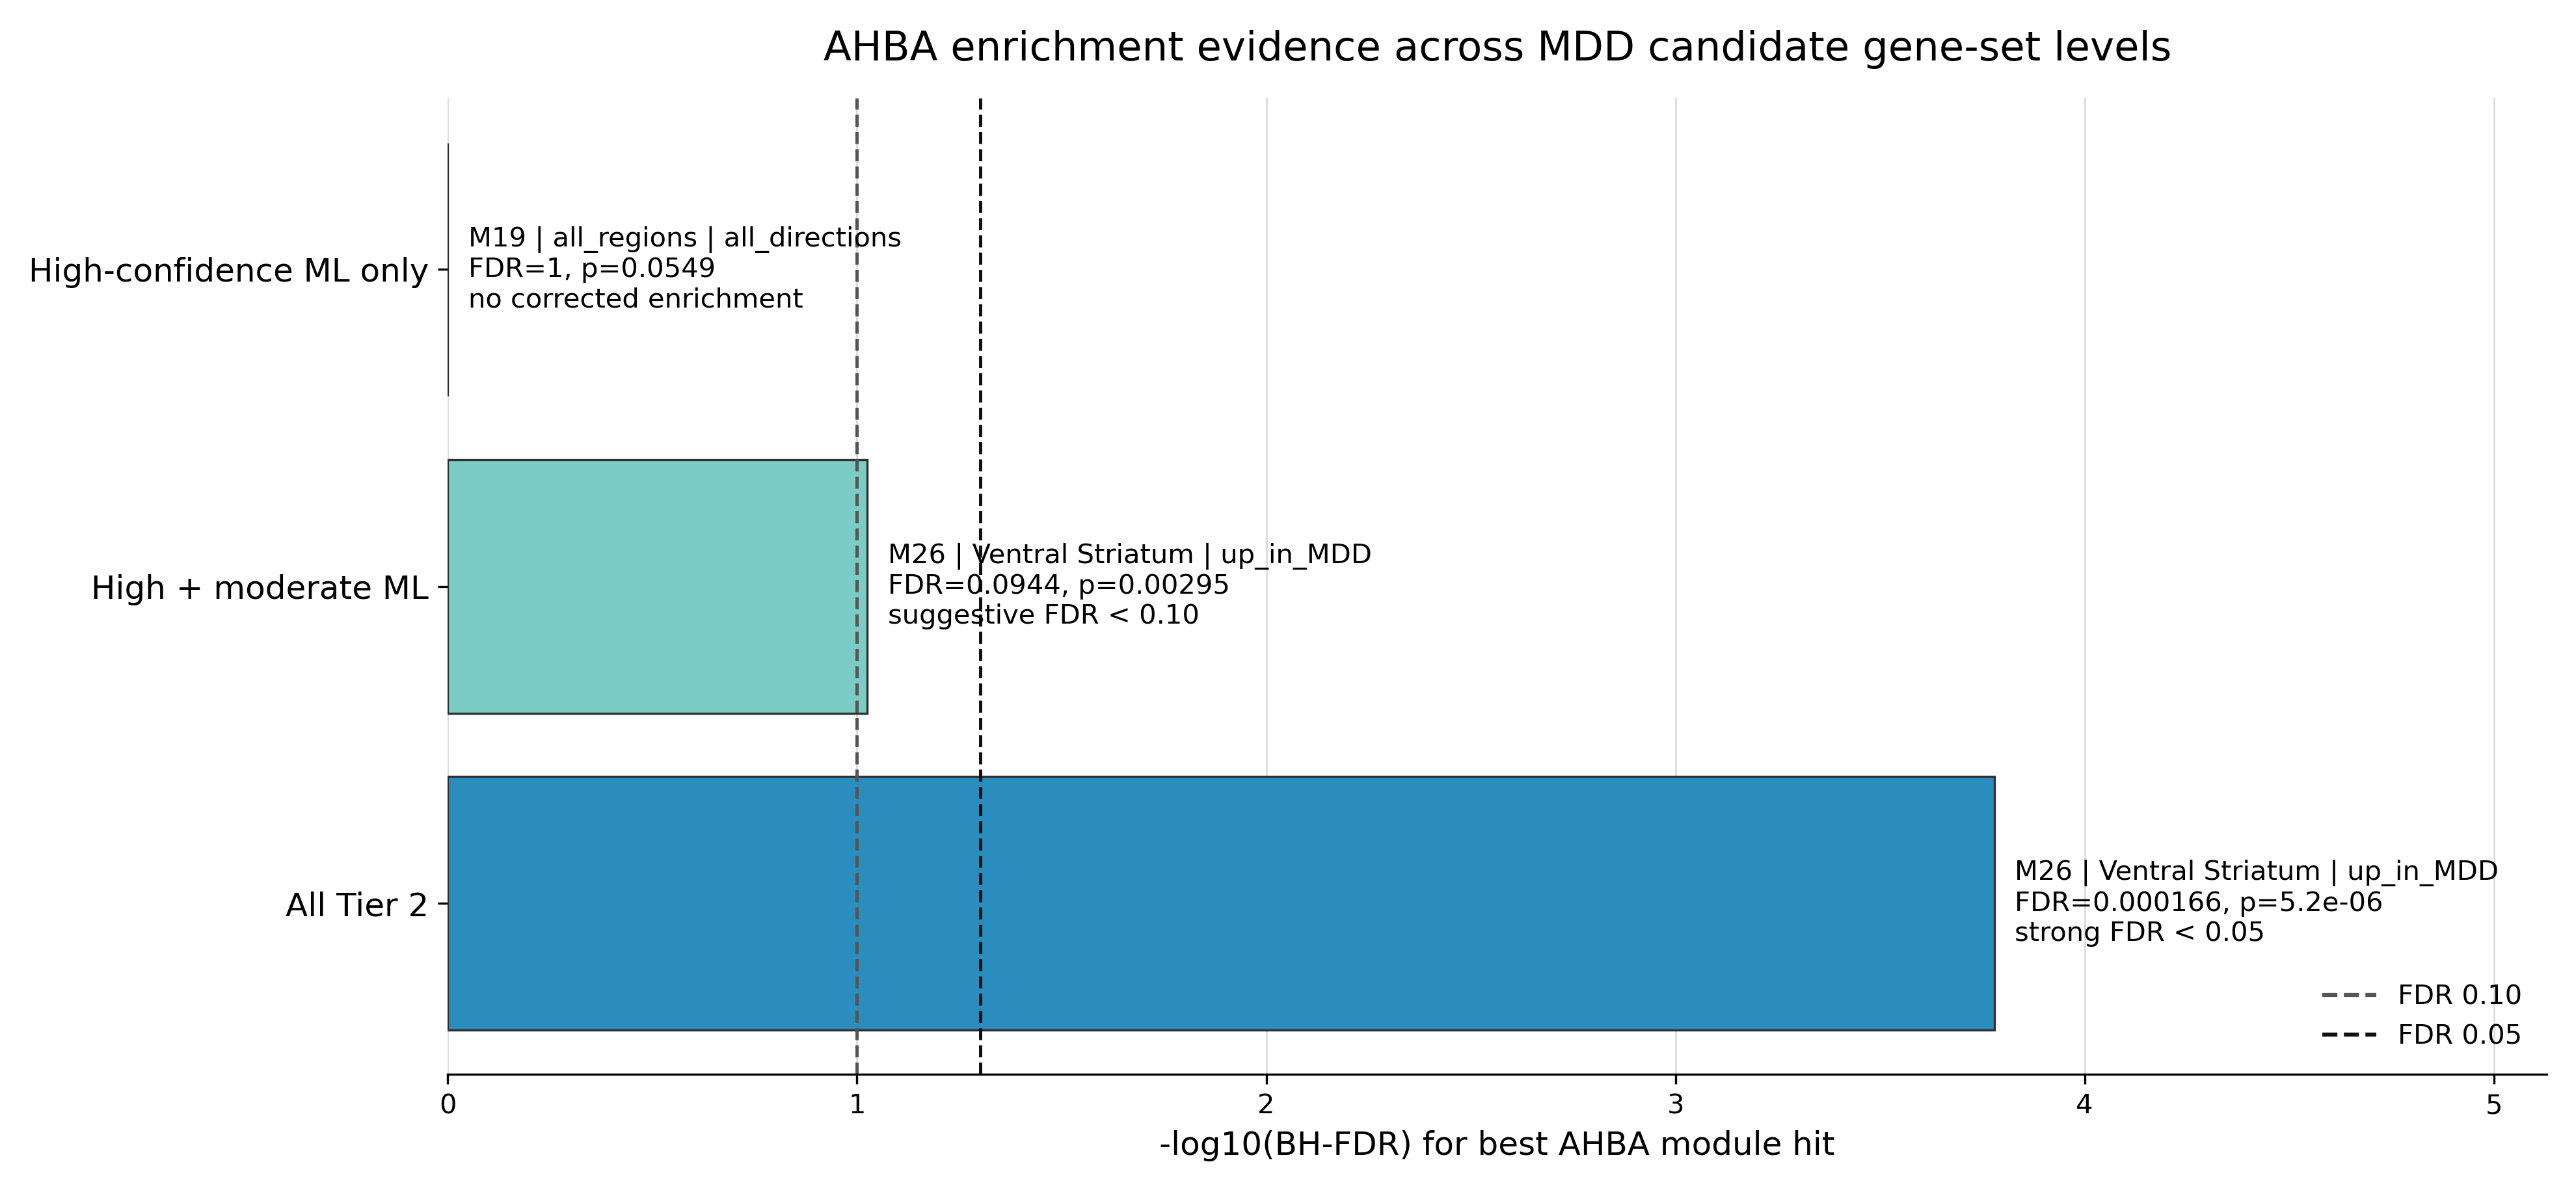 AHBA enrichment evidence across MDD candidate gene-set levels
High-confidence ML only
M19 | all_regions | all_directions
FDR=1, p=0.0549
no corrected enrichment
High + moderate ML
M26 | Ventral Striatum | up_in_MDD
FDR=0.0944, p=0.00295
suggestive FDR < 0.10
All Tier 2
M26 | Ventral Striatum | up_in_MDD
FDR=0.000166, p=5.2e-06
strong FDR < 0.05
FDR 0.10
FDR 0.05
0 1 2 3 4 5
-log10(BH-FDR) for best AHBA module hit